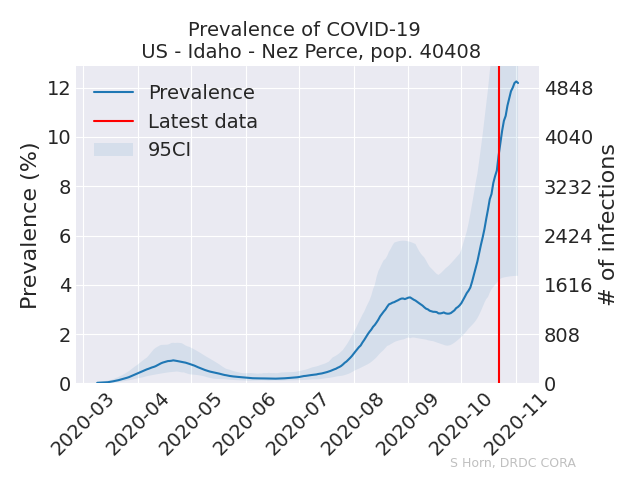 Prevalence of COVID-19
US - Idaho - Nez Perce, pop. 40408
Prevalence
Latest data
95CI
Prevalence (%)
12
10
8
6
4
2
0
4848
4040
3232
2424
1616
808
0
# of infections
2020-03
2020-04
2020-05
2020-06
2020-07
2020-08
2020-09
2020-10
2020-11
S Horn, DRDC CORA